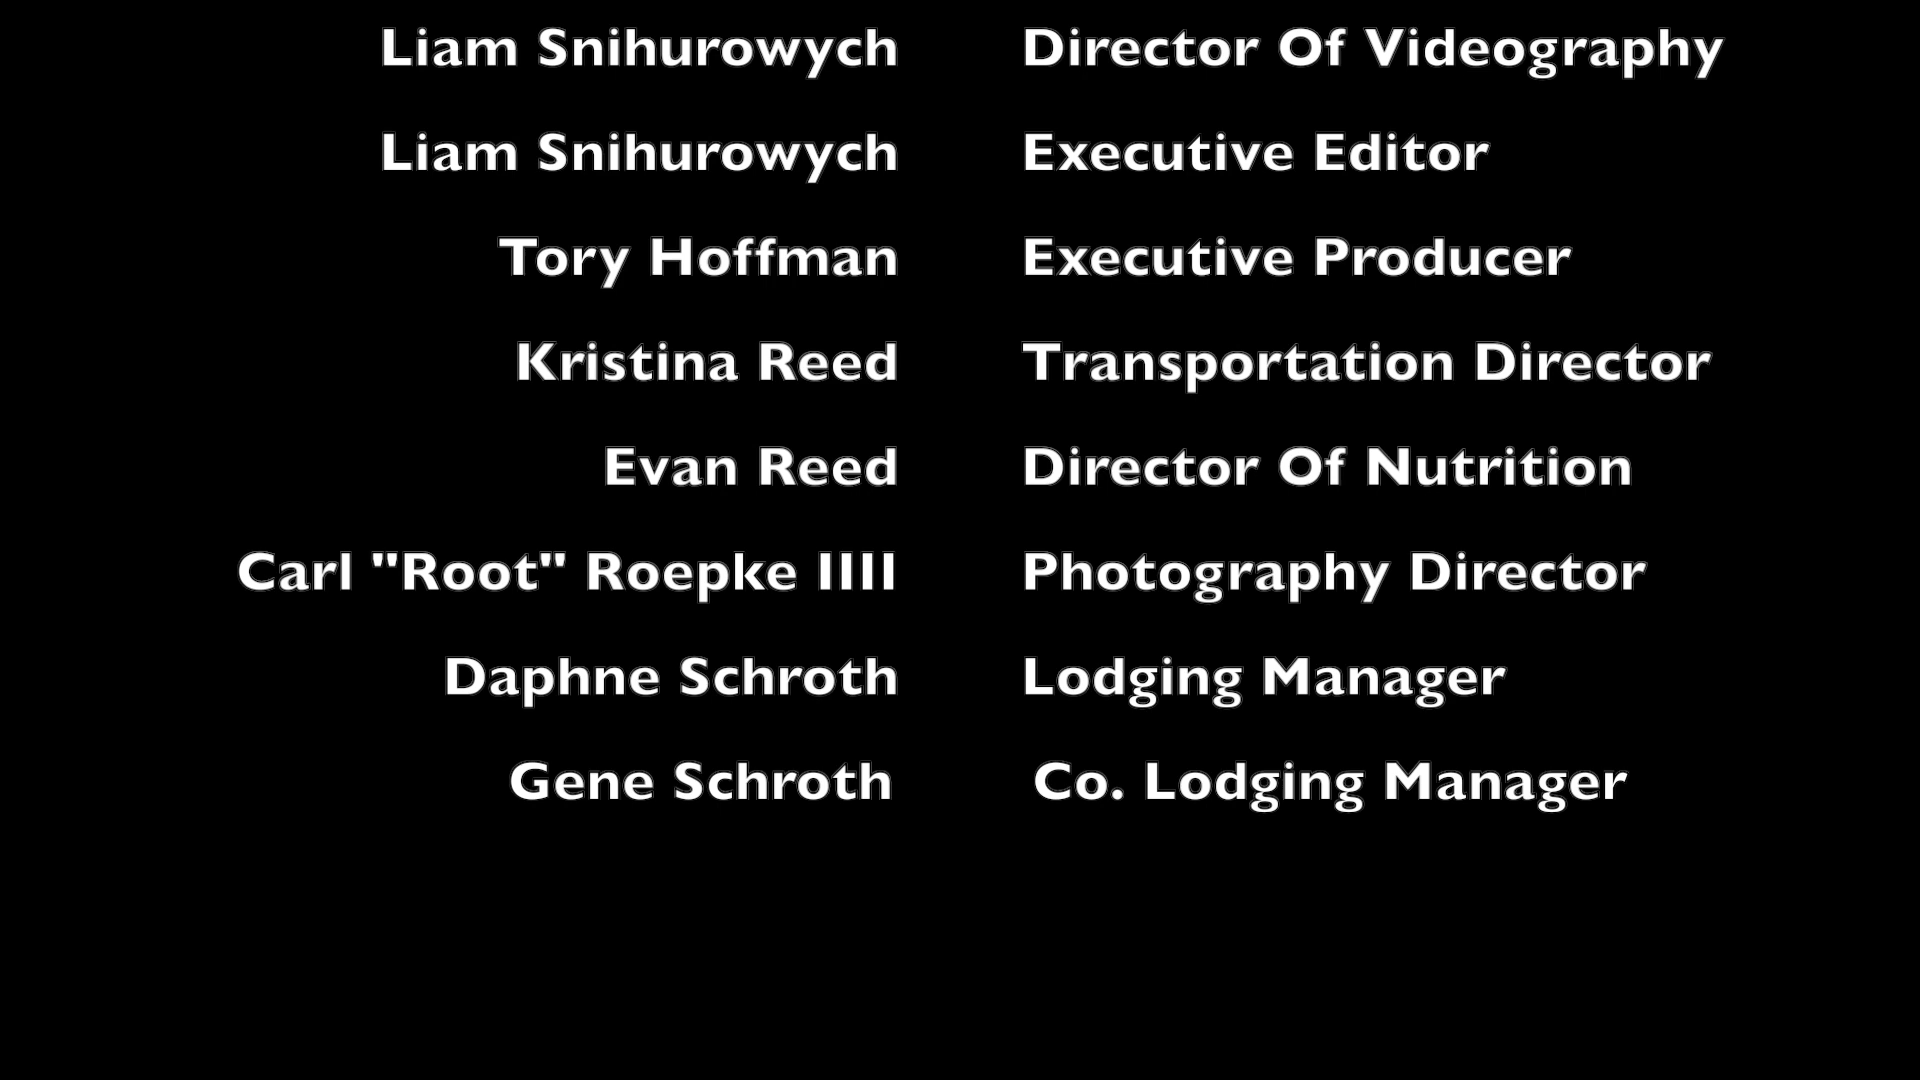 Liam Snihurowych Director Of Videography
Liam Snihurowych Executive Editor
Tory Hoffman Executive Producer
Kristina Reed Transportation Director
Evan Reed Director Of Nutrition
Carl "Root" Roepke IIII Photography Director
Daphne Schroth Lodging Manager
Gene Schroth Co. Lodging Manager